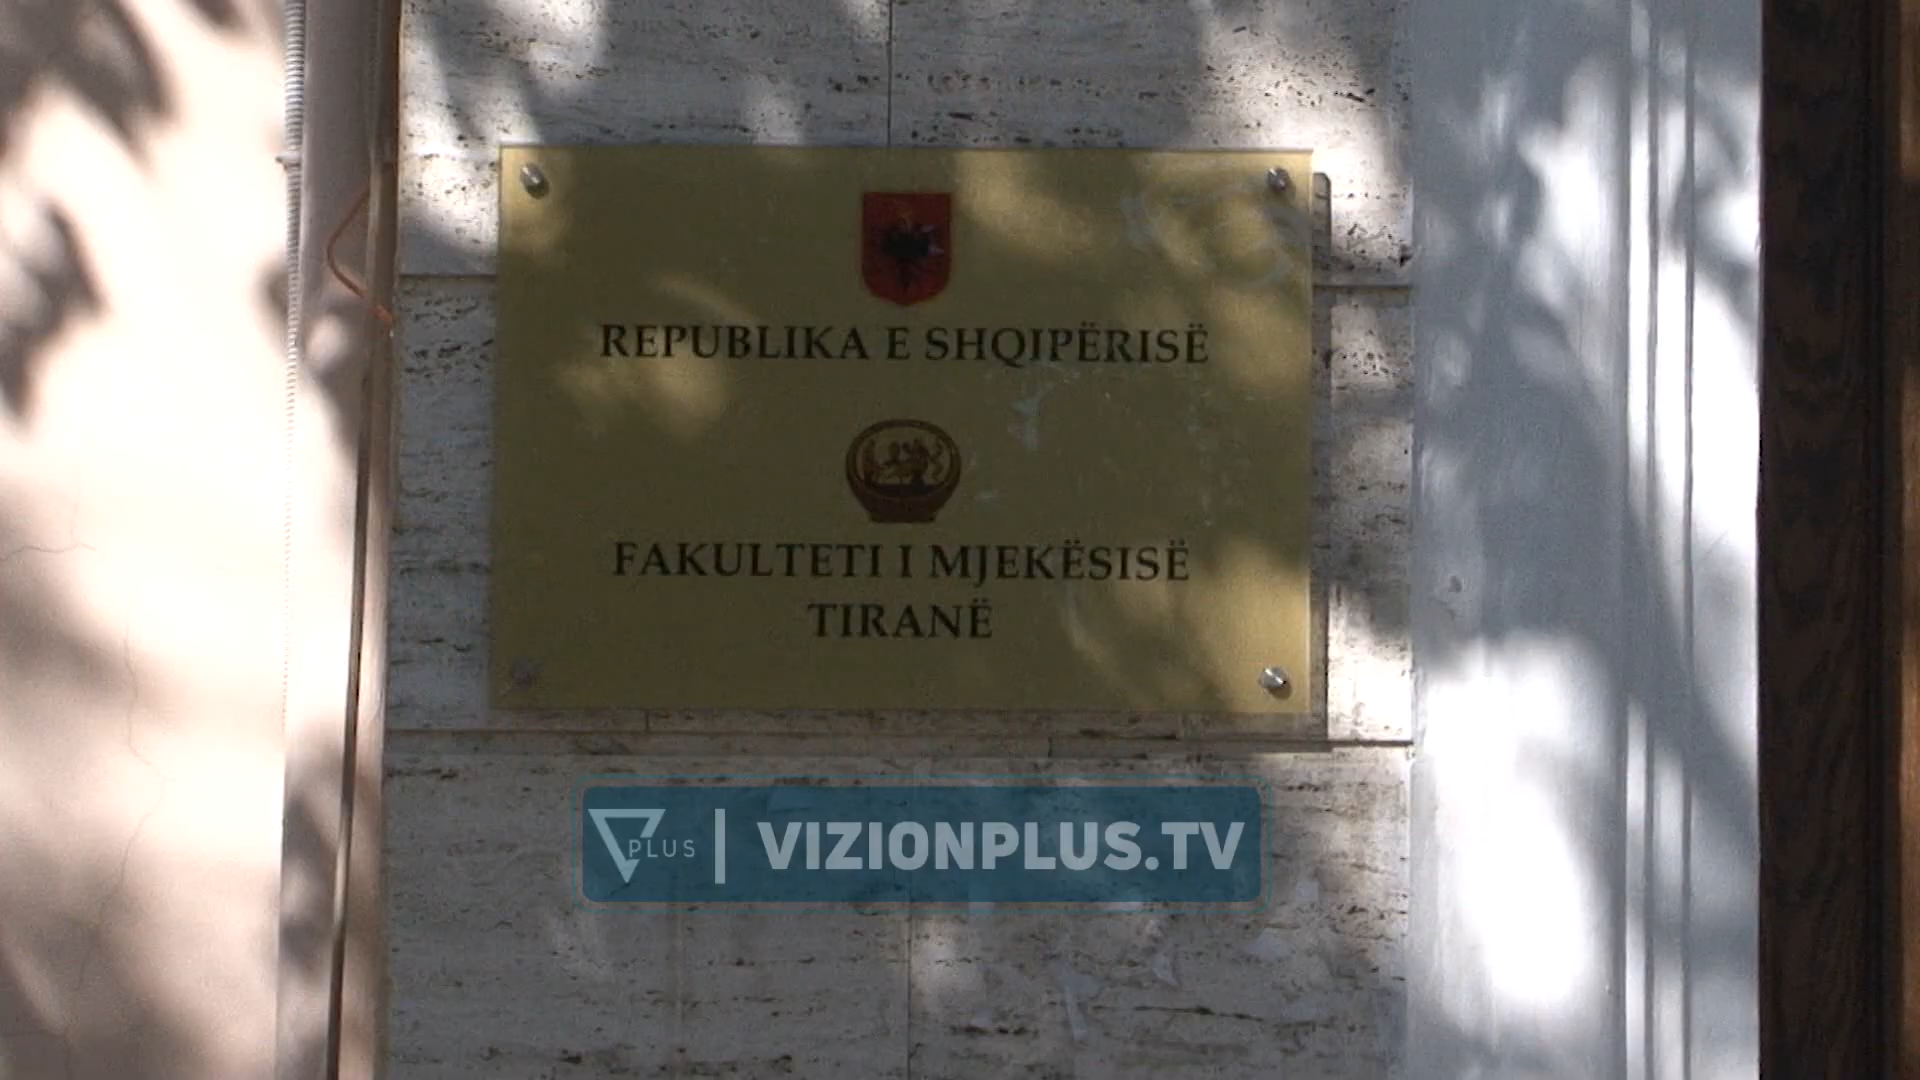 REPUBLIKA E SHQIPËRISË
FAKULTETI I MJEKËSISË
TIRANË
PLUS | VIZIONPLUS.TV